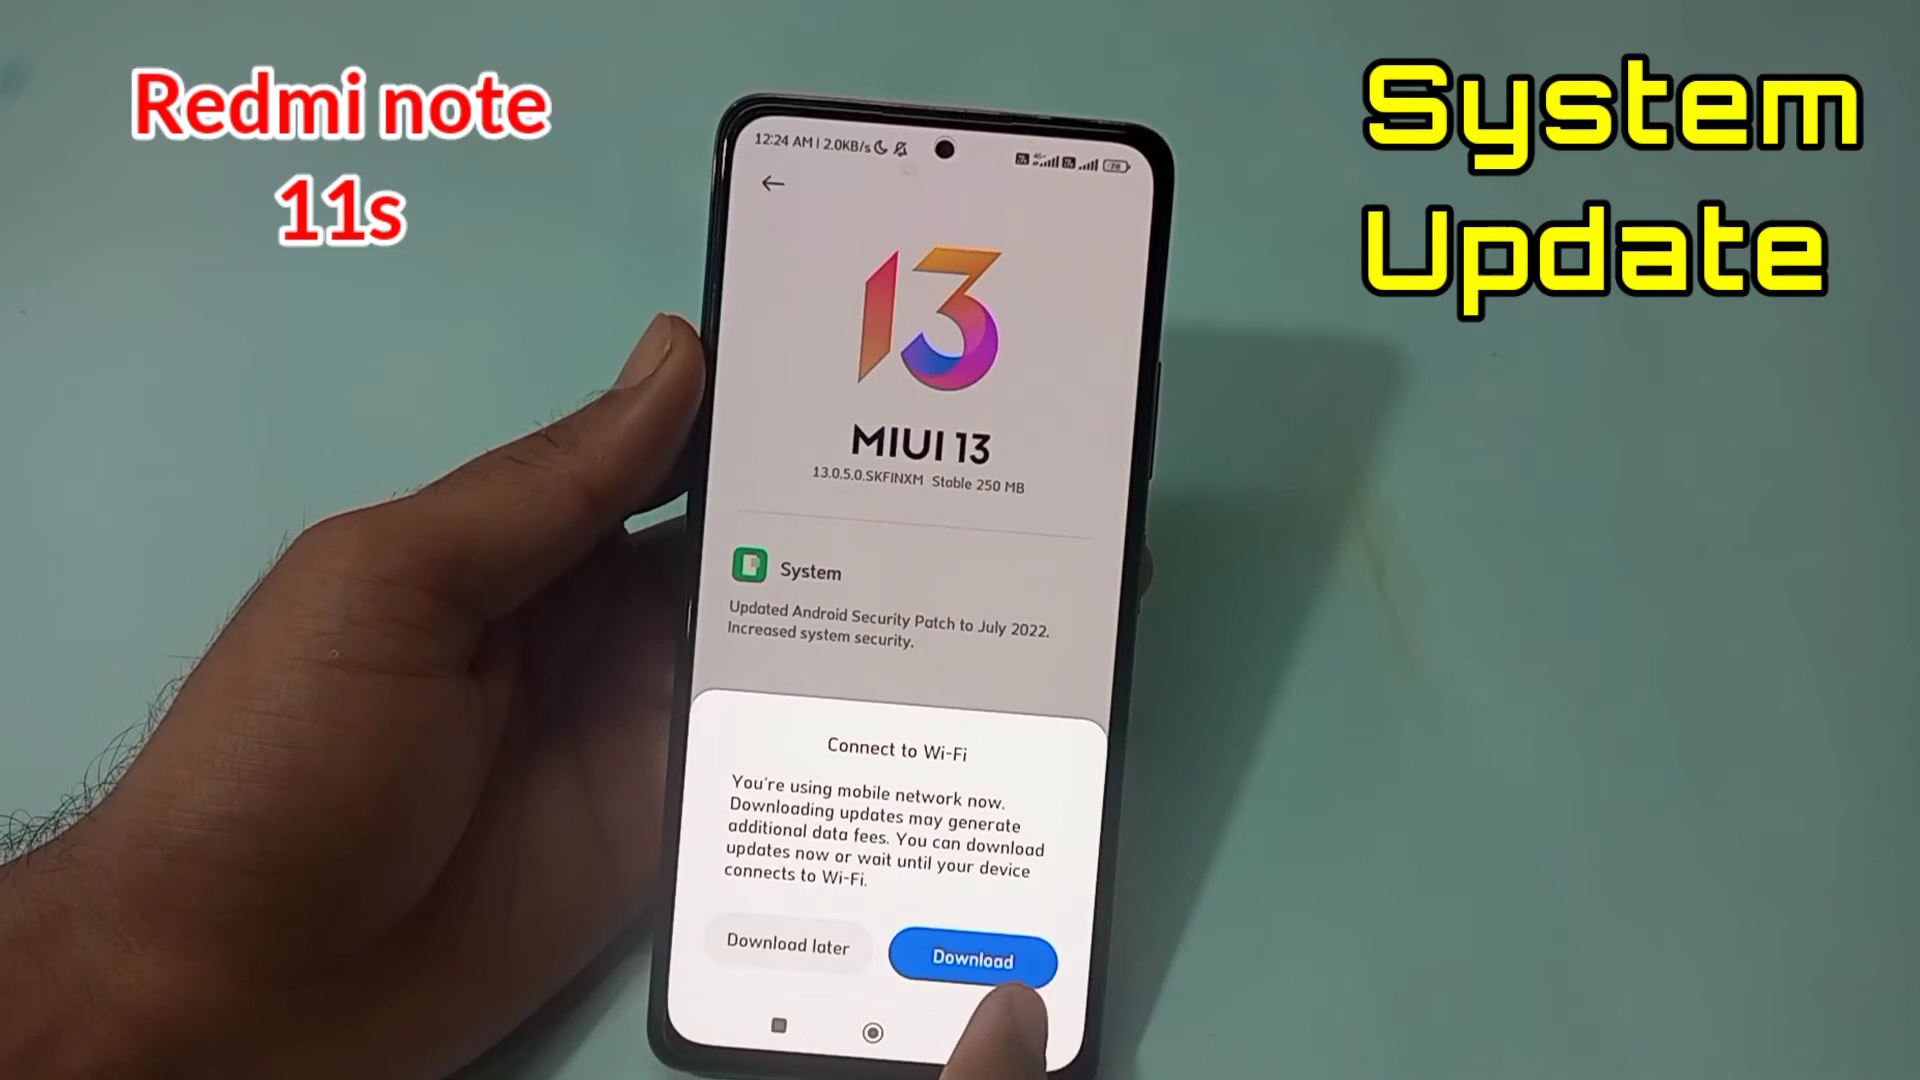 Redmi note
11s
System
Update
12:24 AM | 2.0KB/s
13
MIUI 13
13.0.5.0.SKFINXM Stable 250 MB
System
Updated Android Security Patch to July 2022.
Increased system security.
Connect to Wi-Fi
You're using mobile network now.
Downloading updates may generate
additional data fees. You can download
updates now or wait until your device
connects to Wi-Fi.
Download later
Download